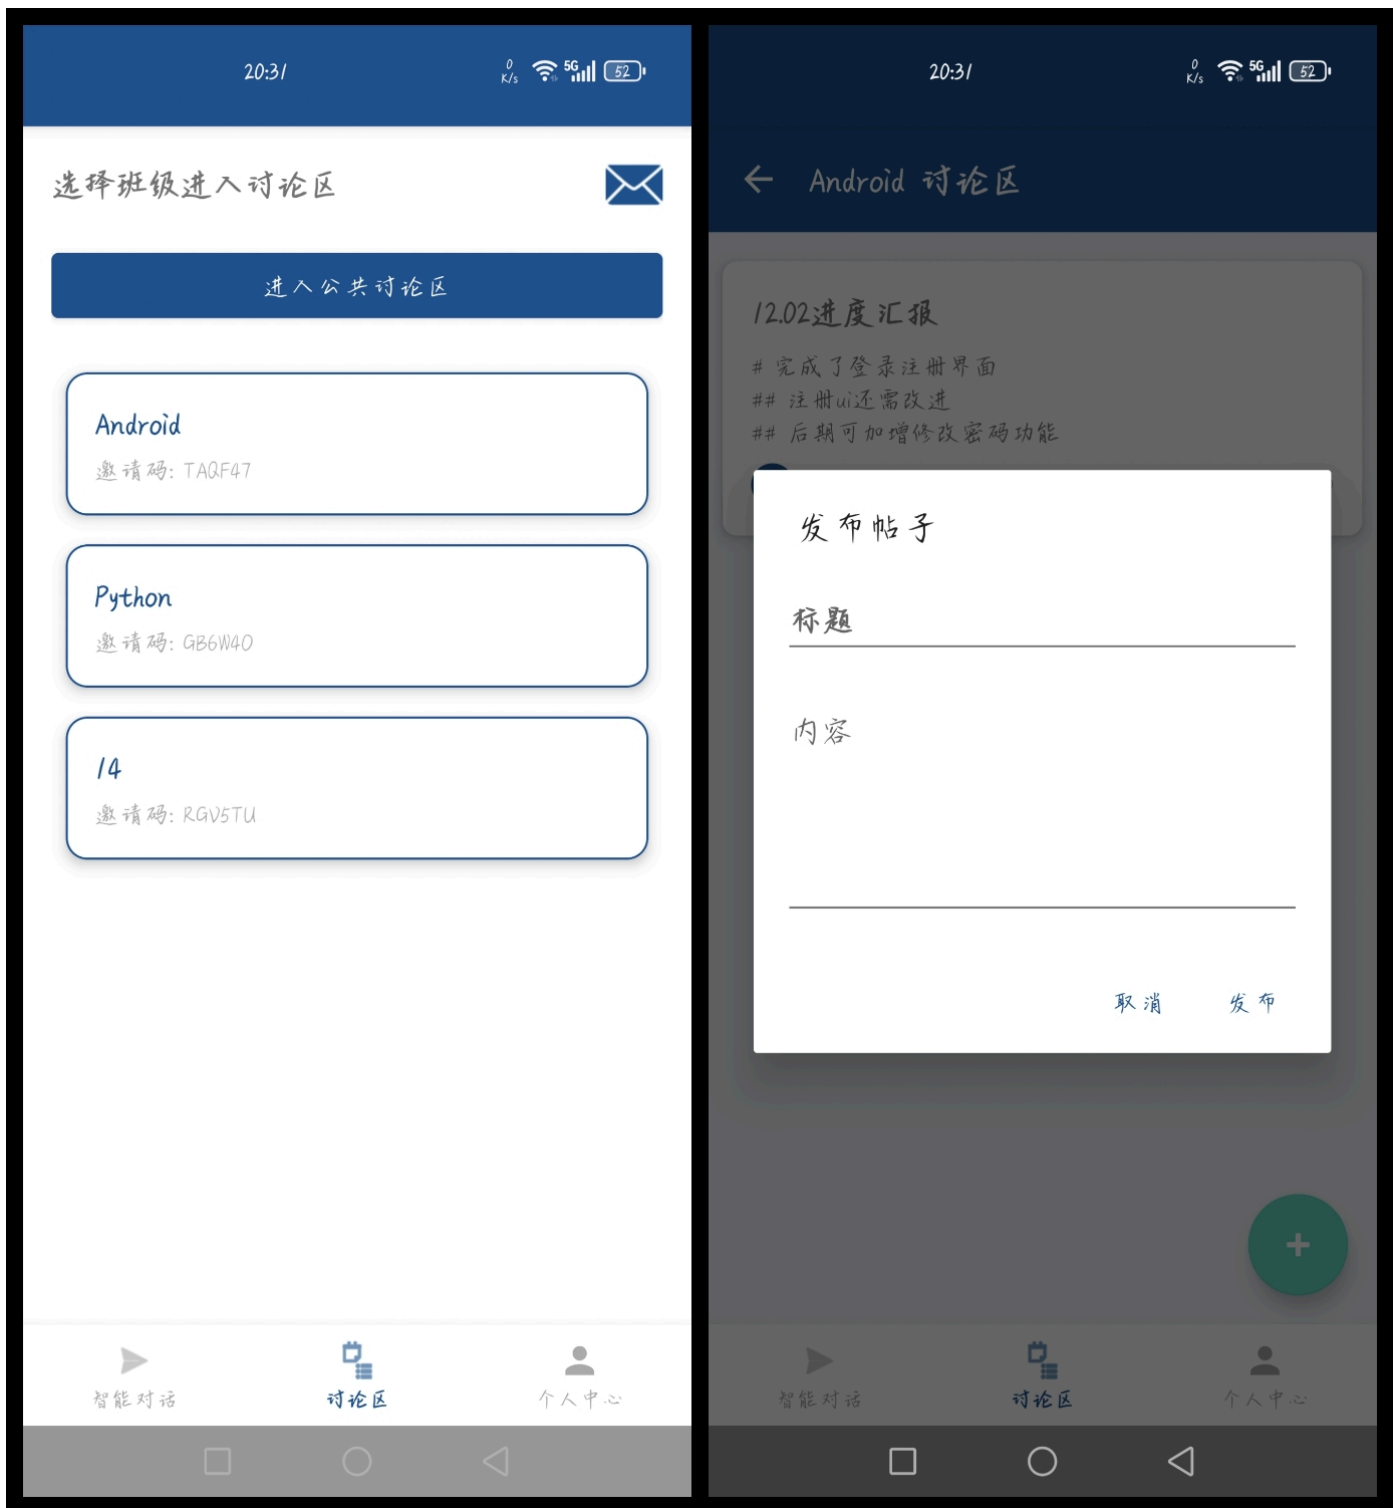 20:31
0
K/s
5G
52
选择班级进入讨论区
进入公共讨论区
Android
邀请码: TAQF47
Python
邀请码: GB6W4O
14
邀请码: RGV5TU
智能对话
讨论区
个人中心
20:31
0
K/s
5G
52
Android 讨论区
12.02进度汇报
# 完成了登录注册界面
## 注册ui还需改进
## 后期可加增修改密码功能
发布帖子
标题
内容
取消
发布
智能对话
讨论区
个人中心